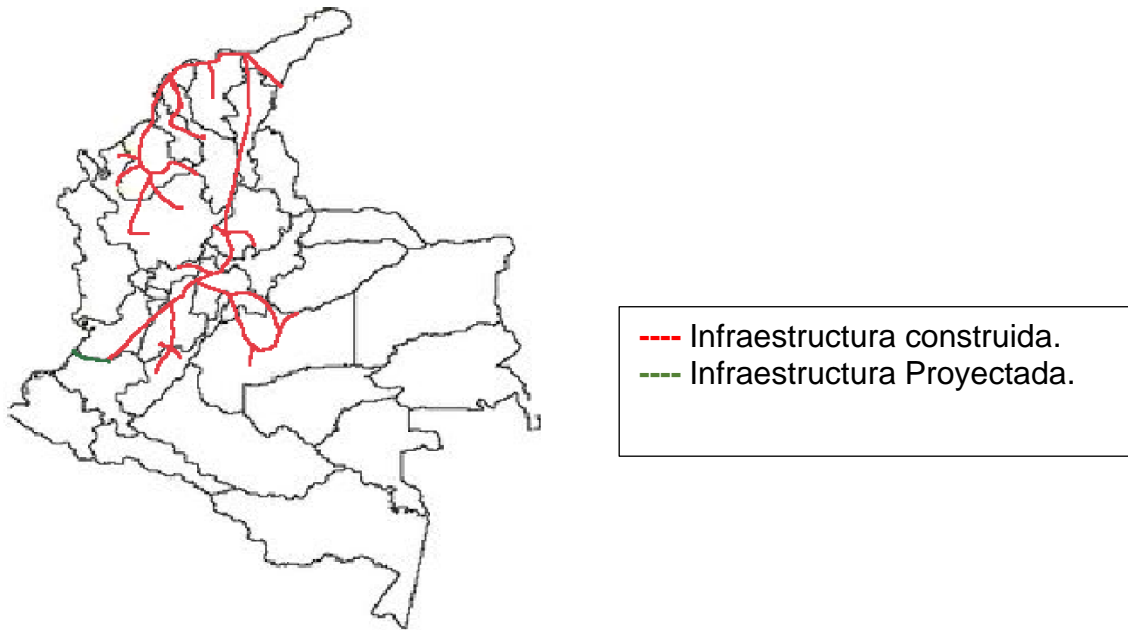 ---- Infraestructura construida.
---- Infraestructura Proyectada.